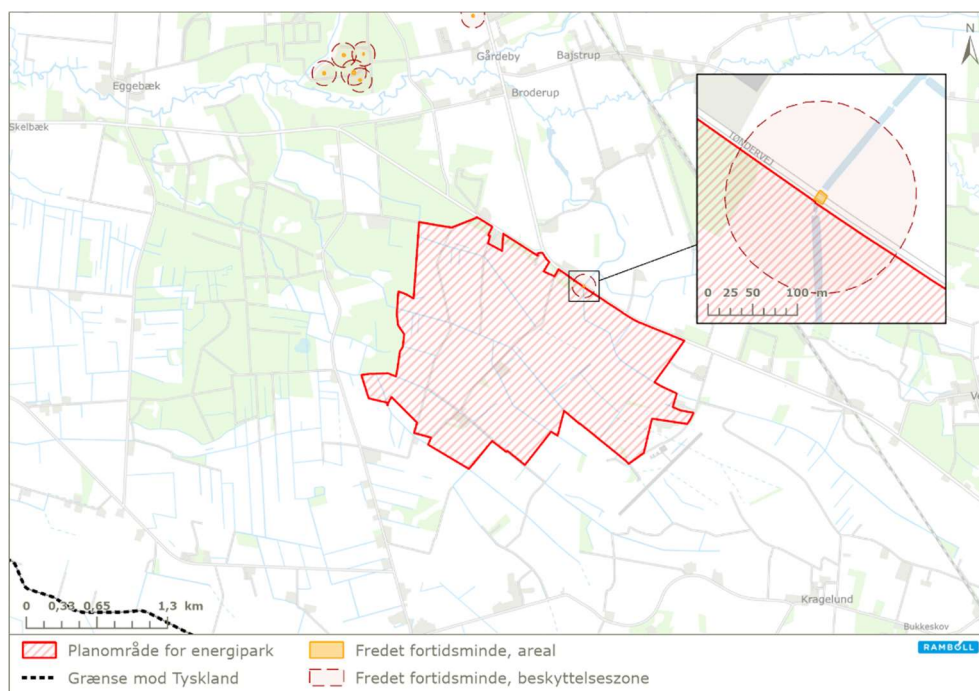 N
Gårdeby
Bajstrup
Eggebæk
Broderup
Skelbæk
TØNDERVEJ
0 25 50 100 m
Kragelund
0 0,33 0,65 1,3 km
Bukkeskov
Planområde for energipark
Fredet fortidsminde, areal
RAMBOLL
Grænse mod Tyskland
Fredet fortidsminde, beskyttelseszone